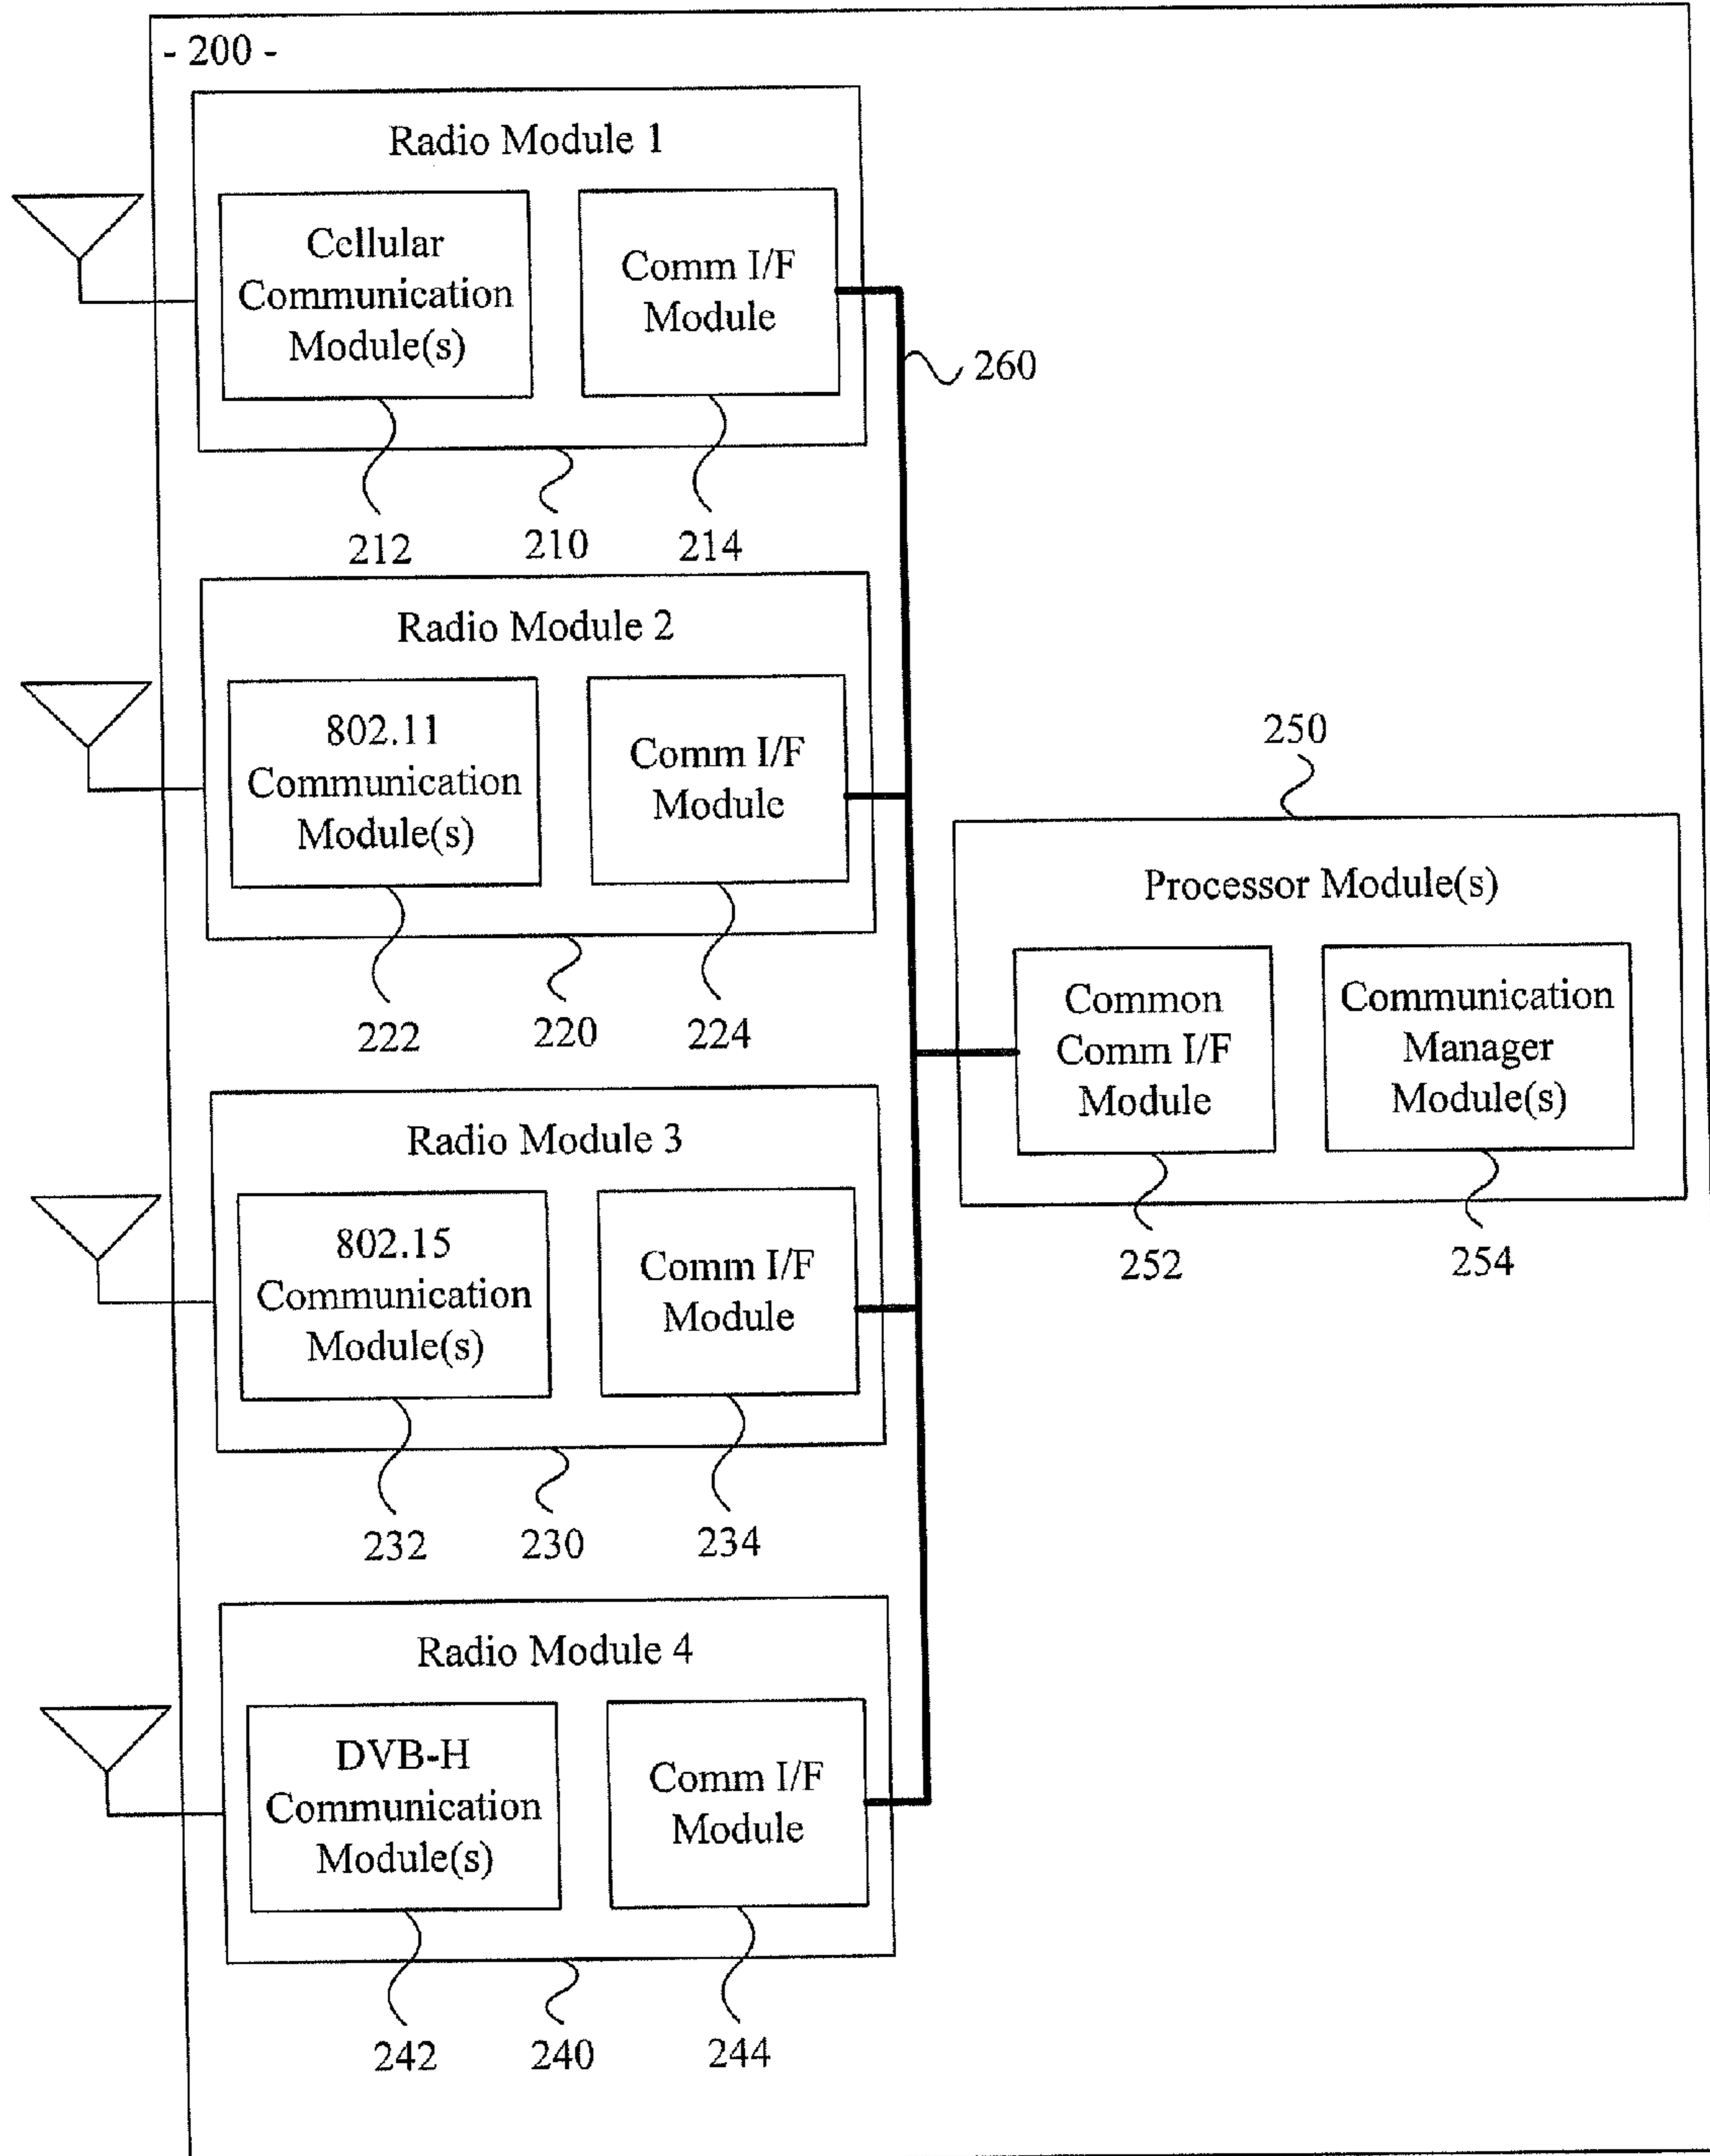 - 200 -
Radio Module 1
Cellular
Communication
Module(s)
Comm I/F
Module
260
212
210
214
Radio Module 2
802.11
Communication
Module(s)
Comm I/F
Module
222
220
224
250
Processor Module(s)
Common
Comm I/F
Module
Communication
Manager
Module(s)
252
254
Radio Module 3
802.15
Communication
Module(s)
Comm I/F
Module
232
230
234
Radio Module 4
DVB-H
Communication
Module(s)
Comm I/F
Module
242
240
244